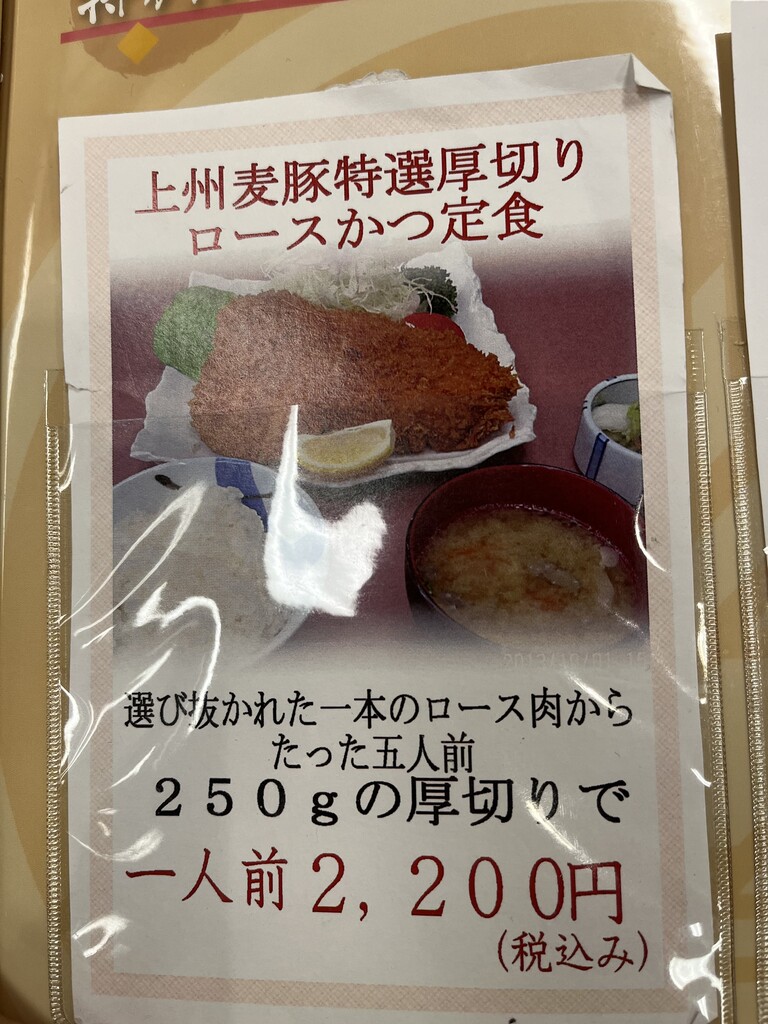 上州麦豚特選厚切り
ロースかつ定食
選び抜かれた一本のロース肉から
たった五人前
２５０ｇの厚切りで
一人前２，２００円
(税込み)